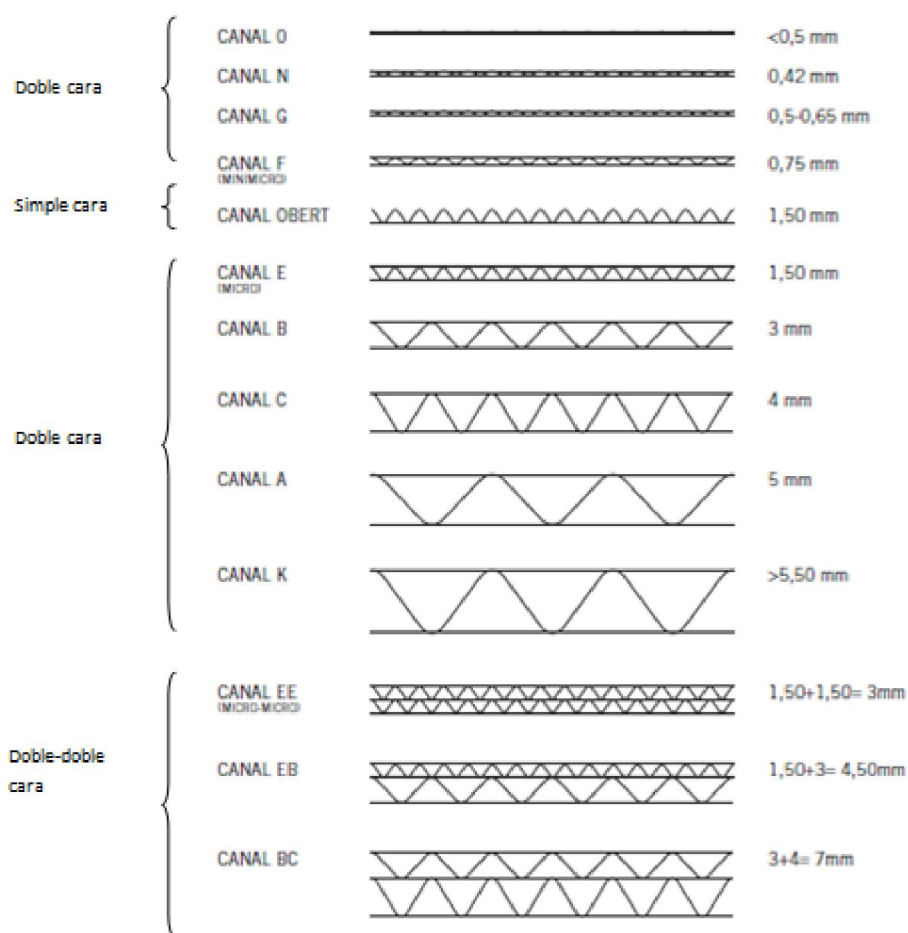 CANAL O <0,5 mm
CANAL N 0,42 mm
Doble cara
CANAL G 0,5-0,65 mm
CANAL F 0,75 mm
(MINIMICRO)
Simple cara
CANAL OBERT 1,50 mm
CANAL E 1,50 mm
(MICRO)
CANAL B 3 mm
CANAL C 4 mm
Doble cara
CANAL A 5 mm
CANAL K >5,50 mm
CANAL EE 1,50+1,50= 3mm
(MICRO-MICRO)
Doble-doble
cara
CANAL EB 1,50+3= 4,50mm
CANAL BC 3+4= 7mm